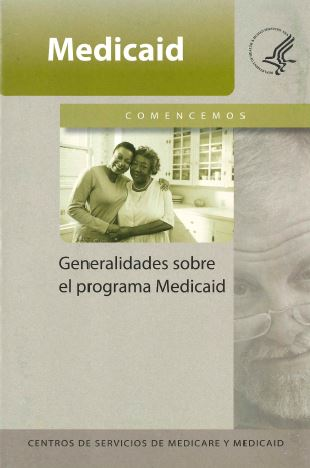 Medicaid
COMENCEMOS
Generalidades sobre
el programa Medicaid
CENTROS DE SERVICIOS DE MEDICARE Y MEDICAID